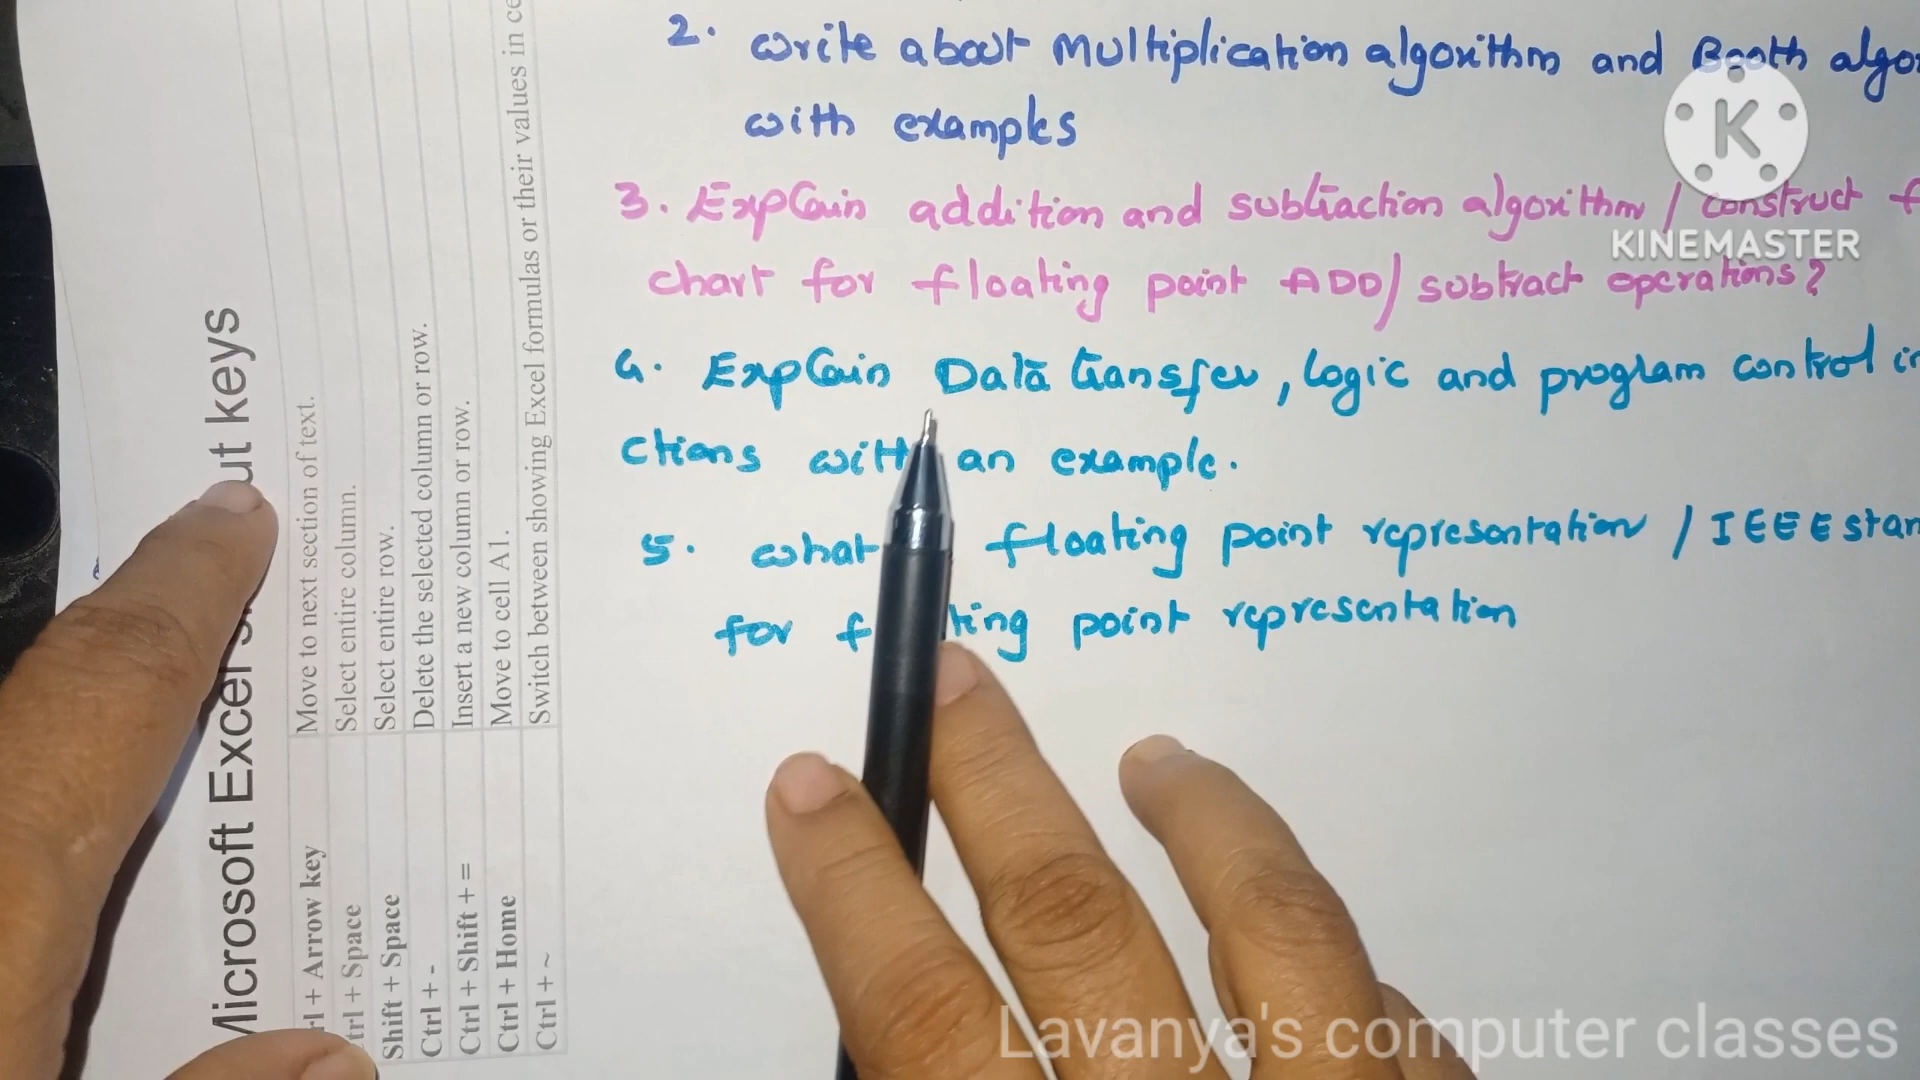 2. write about Multiplication algorithm and Booth algo
with examples
3. Explain addition and subtraction algorithm / construct f
chart for floating point ADD/subtract operations?
4. Explain Data transfer, logic and program control in
ctions with an example.
5. what floating point representation / IEEE stan
for f ting point representation
KINEMASTER
Microsoft Excel s ut keys
rl + Arrow key Move to next section of text.
trl + Space Select entire column.
Shift + Space Select entire row.
Ctrl + - Delete the selected column or row.
Ctrl + Shift + = Insert a new column or row.
Ctrl + Home Move to cell A1.
Ctrl + ~ Switch between showing Excel formulas or their values in ce
Lavanya's computer classes